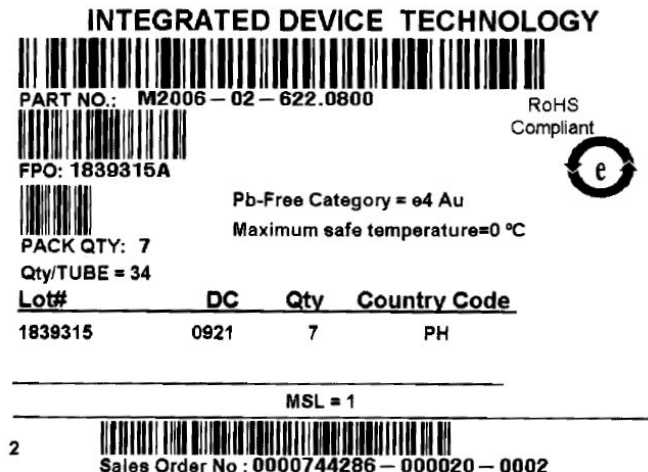 INTEGRATED DEVICE TECHNOLOGY
PART NO.: M2006-02-622.0800
RoHS
Compliant
e
FPO: 1839315A
Pb-Free Category = e4 Au
Maximum safe temperature=0 ºC
PACK QTY: 7
Qty/TUBE = 34
Lot# DC Qty Country Code
1839315 0921 7 PH
MSL = 1
2
Sales Order No : 0000744286-000020-0002